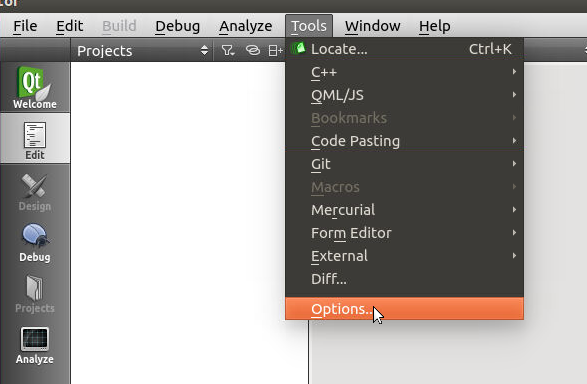 tor
File Edit Build Debug Analyze Tools Window Help
Projects
Locate... Ctrl+K
C++
QML/JS
Bookmarks
Code Pasting
Git
Macros
Mercurial
Form Editor
External
Diff...
Options...
Qt
Welcome
Edit
Design
Debug
Projects
Analyze